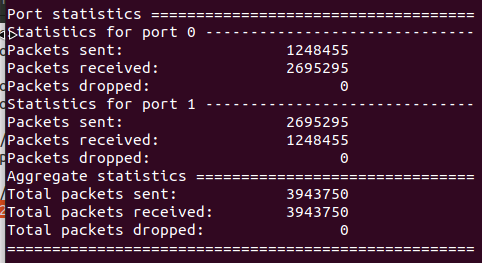 Port statistics ====================================
Statistics for port 0 ------------------------------
Packets sent:                  1248455
Packets received:              2695295
Packets dropped:                     0
Statistics for port 1 ------------------------------
Packets sent:                  2695295
Packets received:              1248455
Packets dropped:                     0
Aggregate statistics ===============================
Total packets sent:            3943750
Total packets received:        3943750
Total packets dropped:               0
====================================================